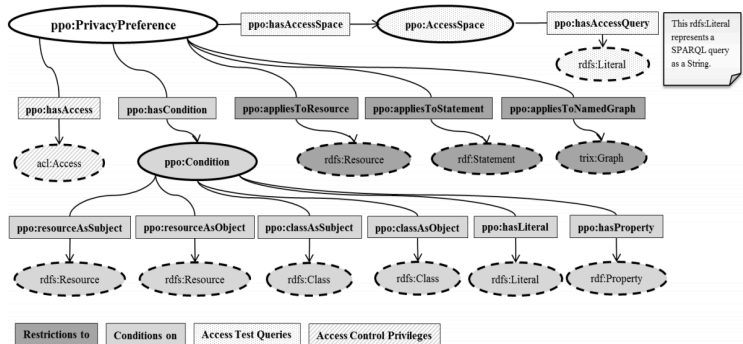 ppo:PrivacyPreference
ppo:hasAccessSpace
ppo:AccessSpace
ppo:hasAccessQuery
This rdfs:Literal
represents a
SPARQL query
as a String.
rdfs:Literal
ppo:hasAccess
ppo:hasCondition
ppo:appliesToResource
ppo:appliesToStatement
ppo:appliesToNamedGraph
acl:Access
ppo:Condition
rdfs:Resource
rdf:Statement
trix:Graph
ppo:resourceAsSubject
ppo:resourceAsObject
ppo:classAsSubject
ppo:classAsObject
ppo:hasLiteral
ppo:hasProperty
rdfs:Resource
rdfs:Resource
rdfs:Class
rdfs:Class
rdfs:Literal
rdf:Property
Restrictions to
Conditions on
Access Test Queries
Access Control Privileges